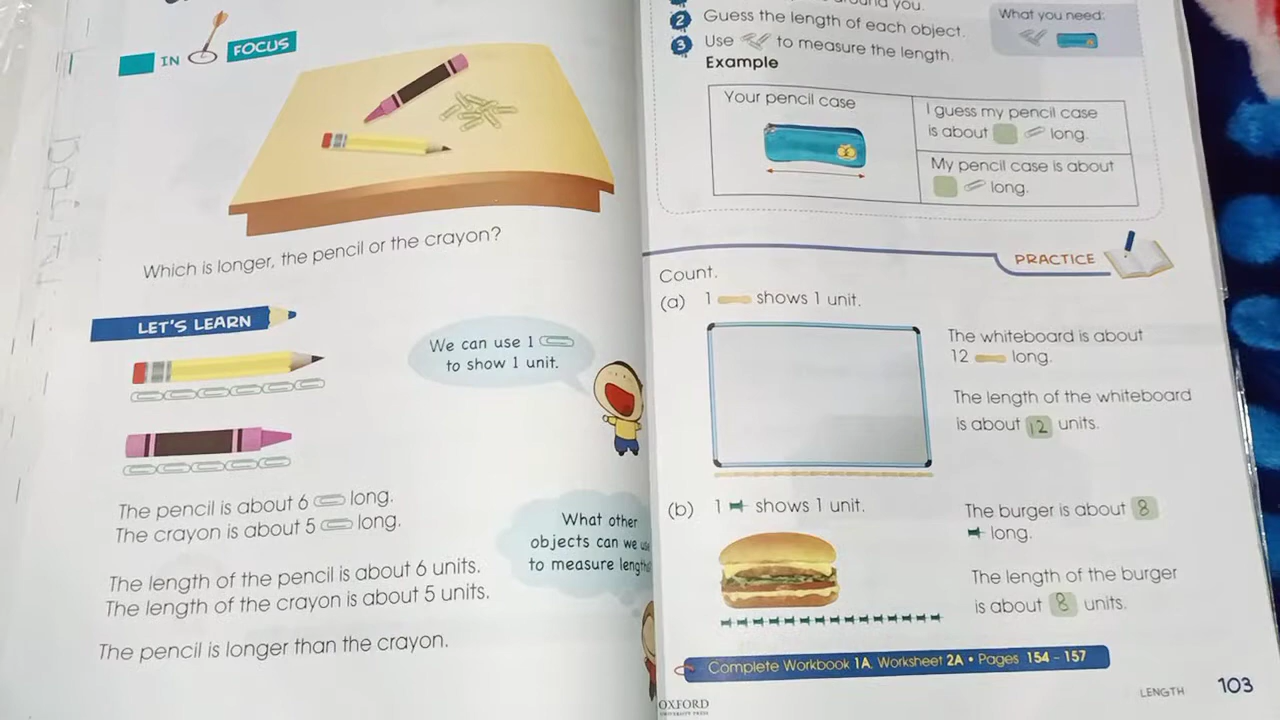 IN FOCUS
Which is longer, the pencil or the crayon?
LET'S LEARN
We can use 1
to show 1 unit.
The pencil is about 6 long.
The crayon is about 5 long.
What other
objects can we use
to measure length
The length of the pencil is about 6 units.
The length of the crayon is about 5 units.
The pencil is longer than the crayon.
you.
2 Guess the length of each object.
3 Use to measure the length.
What you need:
Example
Your pencil case
I guess my pencil case
is about long.
My pencil case is about
long.
PRACTICE
Count.
(a) 1 shows 1 unit.
The whiteboard is about
12 long.
The length of the whiteboard
is about 12 units.
(b) 1 shows 1 unit.
The burger is about 8
long.
The length of the burger
is about 8 units.
Complete Workbook 1A, Worksheet 2A • Pages 154 – 157
OXFORD
UNIVERSITY PRESS
LENGTH 103